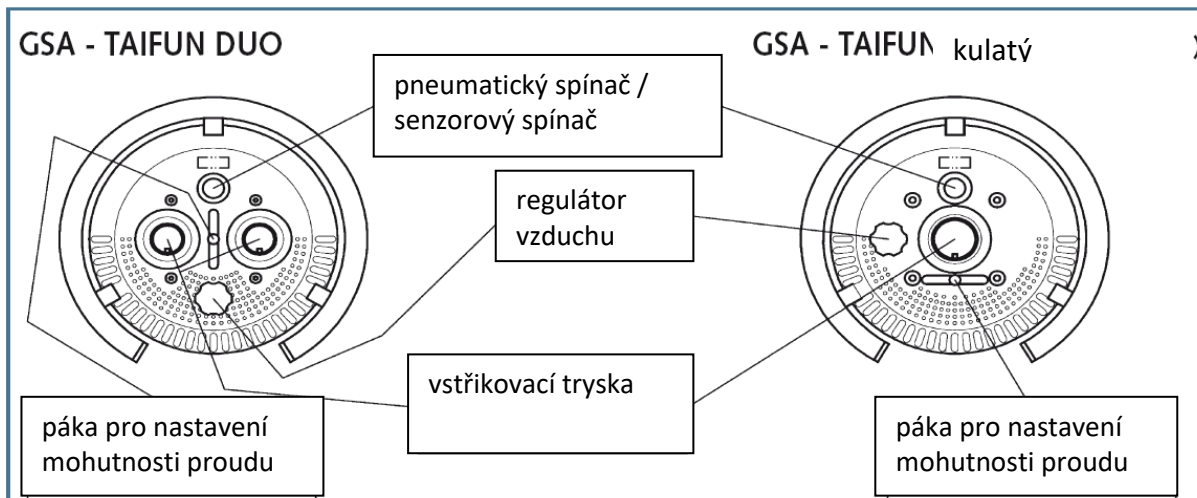 GSA - TAIFUN DUO
GSA - TAIFUN kulatý
pneumatický spínač /
senzorový spínač
regulátor
vzduchu
vstřikovací tryska
páka pro nastavení
mohutnosti proudu
páka pro nastavení
mohutnosti proudu